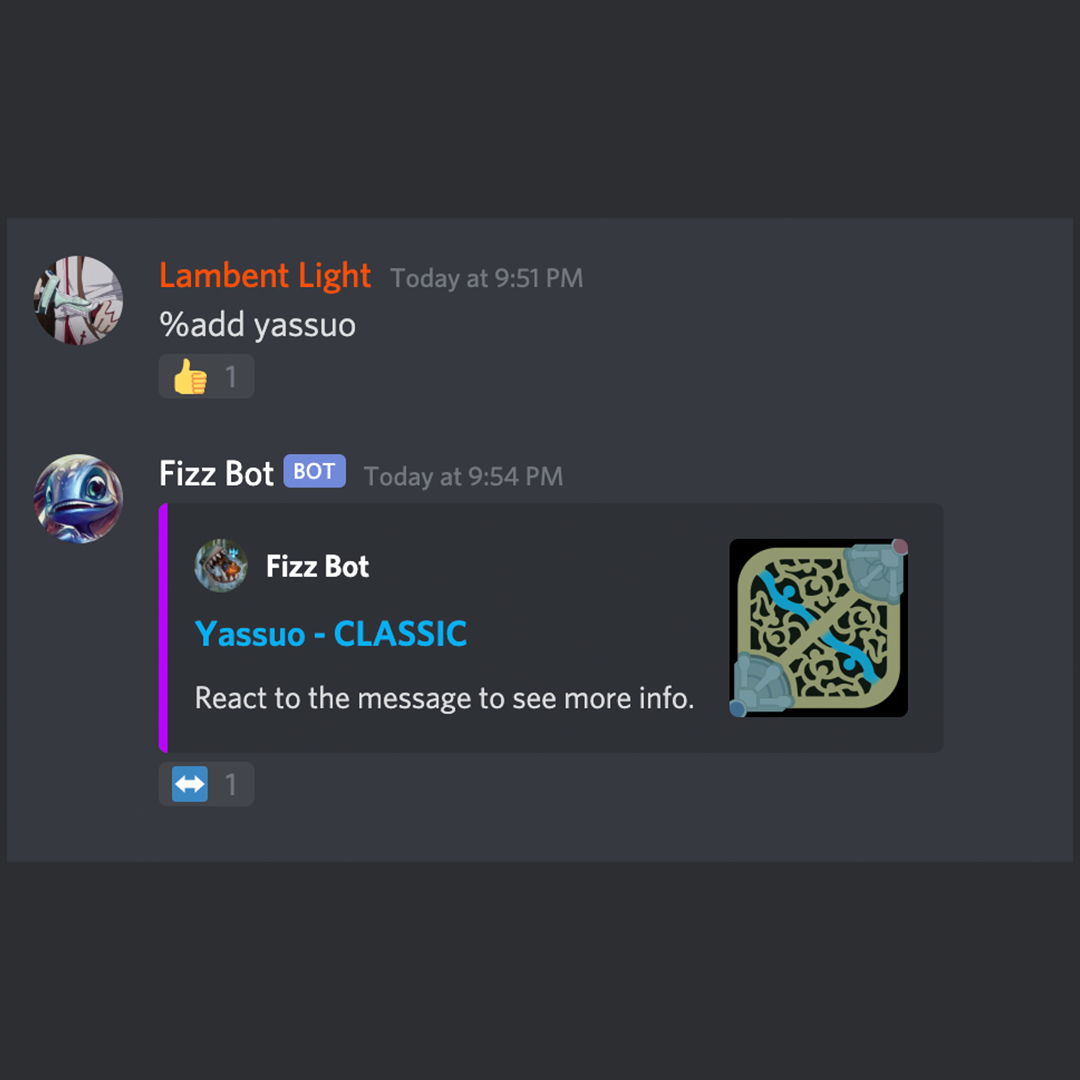 Lambent Light Today at 9:51 PM
%add yassuo
👍 1
Fizz Bot BOT Today at 9:54 PM
Fizz Bot
Yassuo - CLASSIC
React to the message to see more info.
↔️ 1